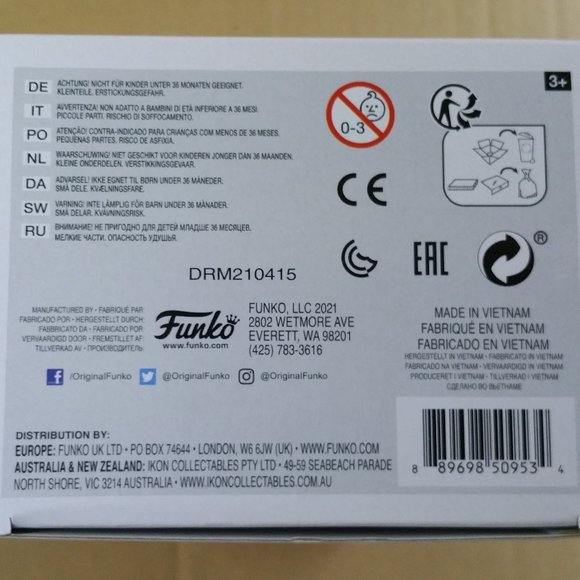 DE ACHTUNG! NICHT FÜR KINDER UNTER 36 MONATEN GEEIGNET.
KLEINTEILE. ERSTICKUNGSGEFAHR.
IT AVVERTENZA! NON ADATTO A BAMBINI DI ETÀ INFERIORE A 36 MESI.
PICCOLE PARTI. RISCHIO DI SOFFOCAMENTO.
PO ATENÇÃO! CONTRA-INDICADO PARA CRIANÇAS COM MENOS DE 36 MESES.
PEQUENAS PARTES. RISCO DE ASFIXIA.
NL WAARSCHUWING! NIET GESCHIKT VOOR KINDEREN JONGER DAN 36 MAANDEN.
KLEINE ONDERDELEN. VERSTIKKINGSGEVAAR.
DA ADVARSEL! IKKE EGNET TIL BØRN UNDER 36 MÅNEDER.
SMÅ DELE. KVÆLNINGSFARE.
SW VARNING! INTE LÄMPLIG FÖR BARN UNDER 36 MÅNADER.
SMÅ DELAR. KVÄVNINGSRISK.
RU ВНИМАНИЕ! НЕ ПРИГОДНО ДЛЯ ДЕТЕЙ МЛАДШЕ 36 МЕСЯЦЕВ.
МЕЛКИЕ ЧАСТИ. ОПАСНОСТЬ УДУШЬЯ.
0-3
3+
CE
EAC
®
DRM210415
MANUFACTURED BY • FABRIQUÉ PAR
FABRICADO POR • HERGESTELLT DURCH
FABBRICATO DA • FABRICADO POR
VERVAARDIGD DOOR • FREMSTILLET AF
TILLVERKAD AV • ПРОИЗВОДИТЕЛЬ
Funko
www.funko.com
FUNKO, LLC 2021
2802 WETMORE AVE
EVERETT, WA 98201
(425) 783-3616
MADE IN VIETNAM
FABRIQUÉ EN VIETNAM
FABRICADO EN VIETNAM
HERGESTELLT IN VIETNAM • FABBRICATO IN VIETNAM
FABRICADO NA VIETNAM • VERVAARDIGD IN VIETNAM
PRODUCERET I VIETNAM • TILLVERKAD I VIETNAM
СДЕЛАНО ВО ВЬЕТНАМЕ
/OriginalFunko @OriginalFunko @OriginalFunko
DISTRIBUTION BY:
EUROPE: FUNKO UK LTD • PO BOX 74644 • LONDON, W6 6JW (UK) • WWW.FUNKO.COM
AUSTRALIA & NEW ZEALAND: IKON COLLECTABLES PTY LTD • 49-59 SEABEACH PARADE
NORTH SHORE, VIC 3214 AUSTRALIA • WWW.IKONCOLLECTABLES.COM.AU
8 89698 50953 4